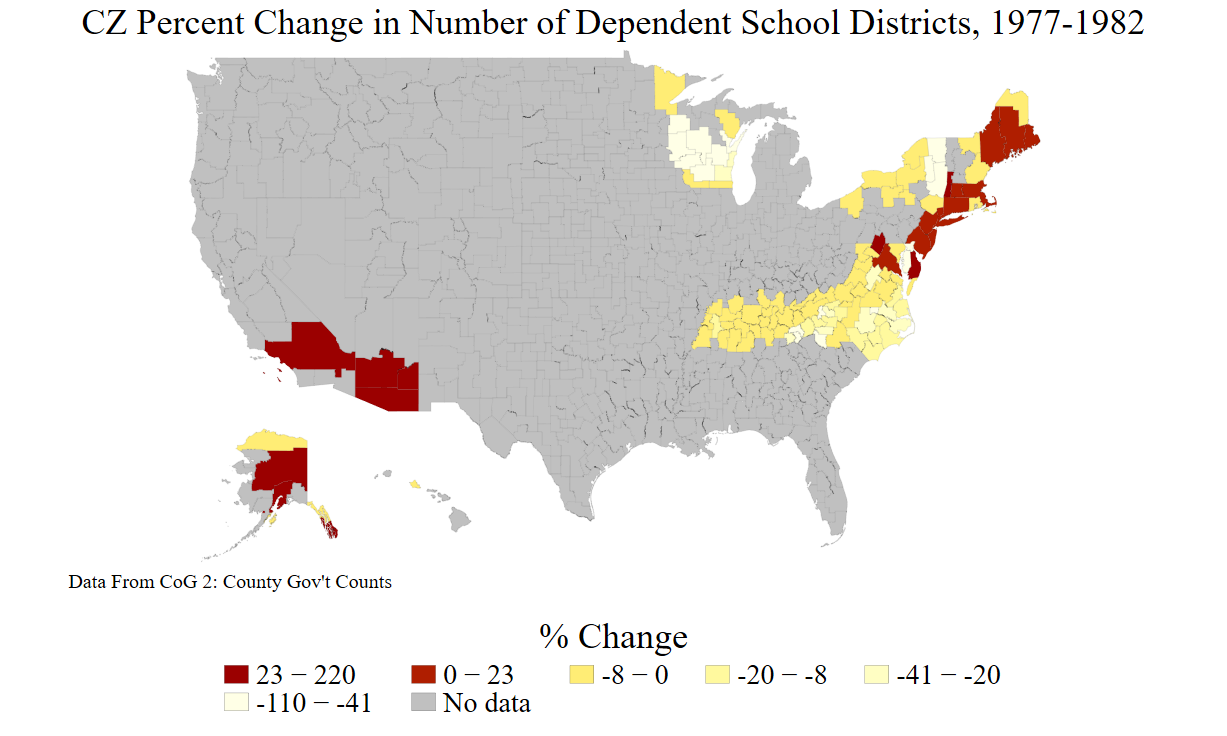 CZ Percent Change in Number of Dependent School Districts, 1977-1982
Data From CoG 2: County Gov't Counts
% Change
23 − 220 0 − 23 -8 − 0 -20 − -8 -41 − -20
-110 − -41 No data